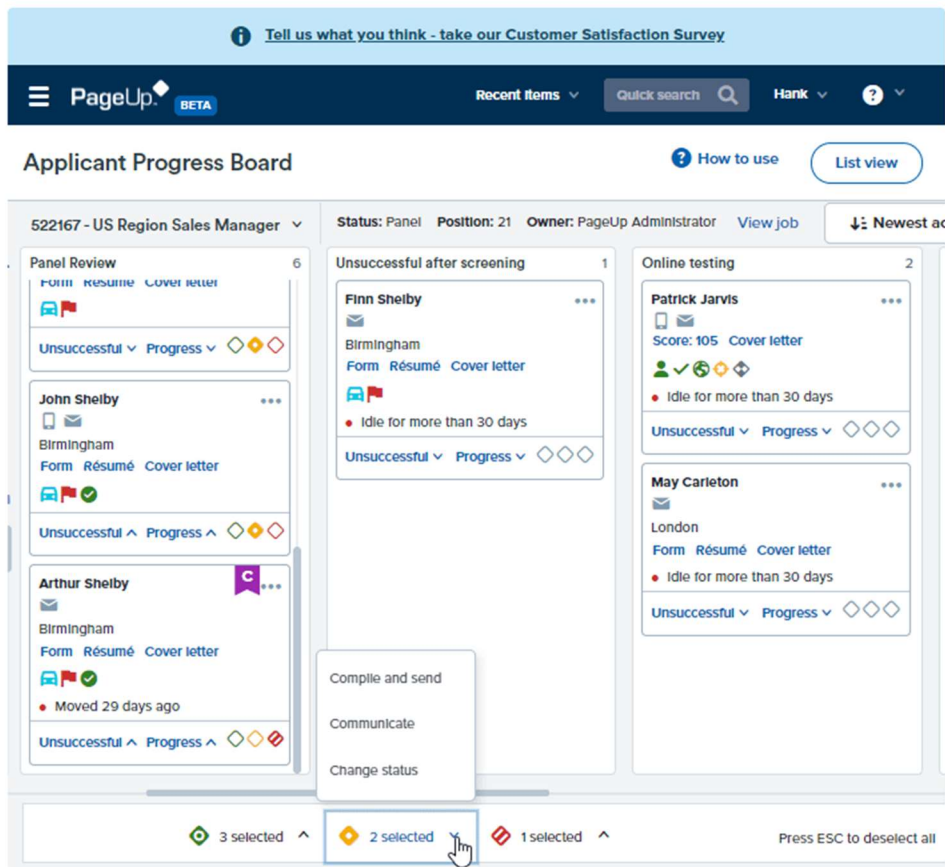 Tell us what you think - take our Customer Satisfaction Survey
PageUp. BETA
Recent items
Quick search
Hank
?
Applicant Progress Board
? How to use
List view
522167 - US Region Sales Manager
Status: Panel Position: 21 Owner: PageUp Administrator View job
Newest ac
Panel Review 6
Form Résumé Cover letter
Unsuccessful Progress
John Shelby
Birmingham
Form Résumé Cover letter
Unsuccessful Progress
Arthur Shelby
C
Birmingham
Form Résumé Cover letter
Moved 29 days ago
Unsuccessful Progress
Unsuccessful after screening 1
Finn Shelby
Birmingham
Form Résumé Cover letter
Idle for more than 30 days
Unsuccessful Progress
Online testing 2
Patrick Jarvis
Score: 105 Cover letter
Idle for more than 30 days
Unsuccessful Progress
May Carleton
London
Form Résumé Cover letter
Idle for more than 30 days
Unsuccessful Progress
Compile and send
Communicate
Change status
3 selected
2 selected
1 selected
Press ESC to deselect all